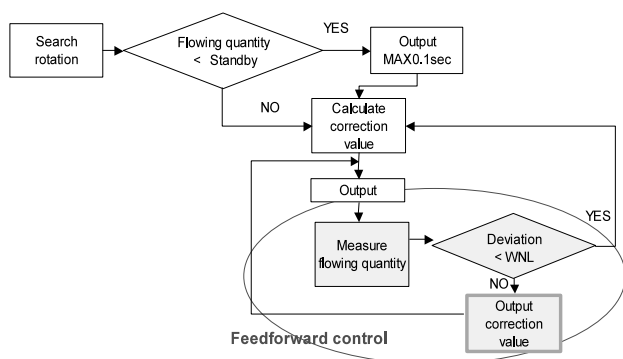 YES
Search
rotation
Flowing quantity
< Standby
Output
MAX0.1sec
NO
Calculate
correction
value
Output
YES
Measure
flowing quantity
Deviation
< WNL
NO
Output
correction
value
Feedforward control